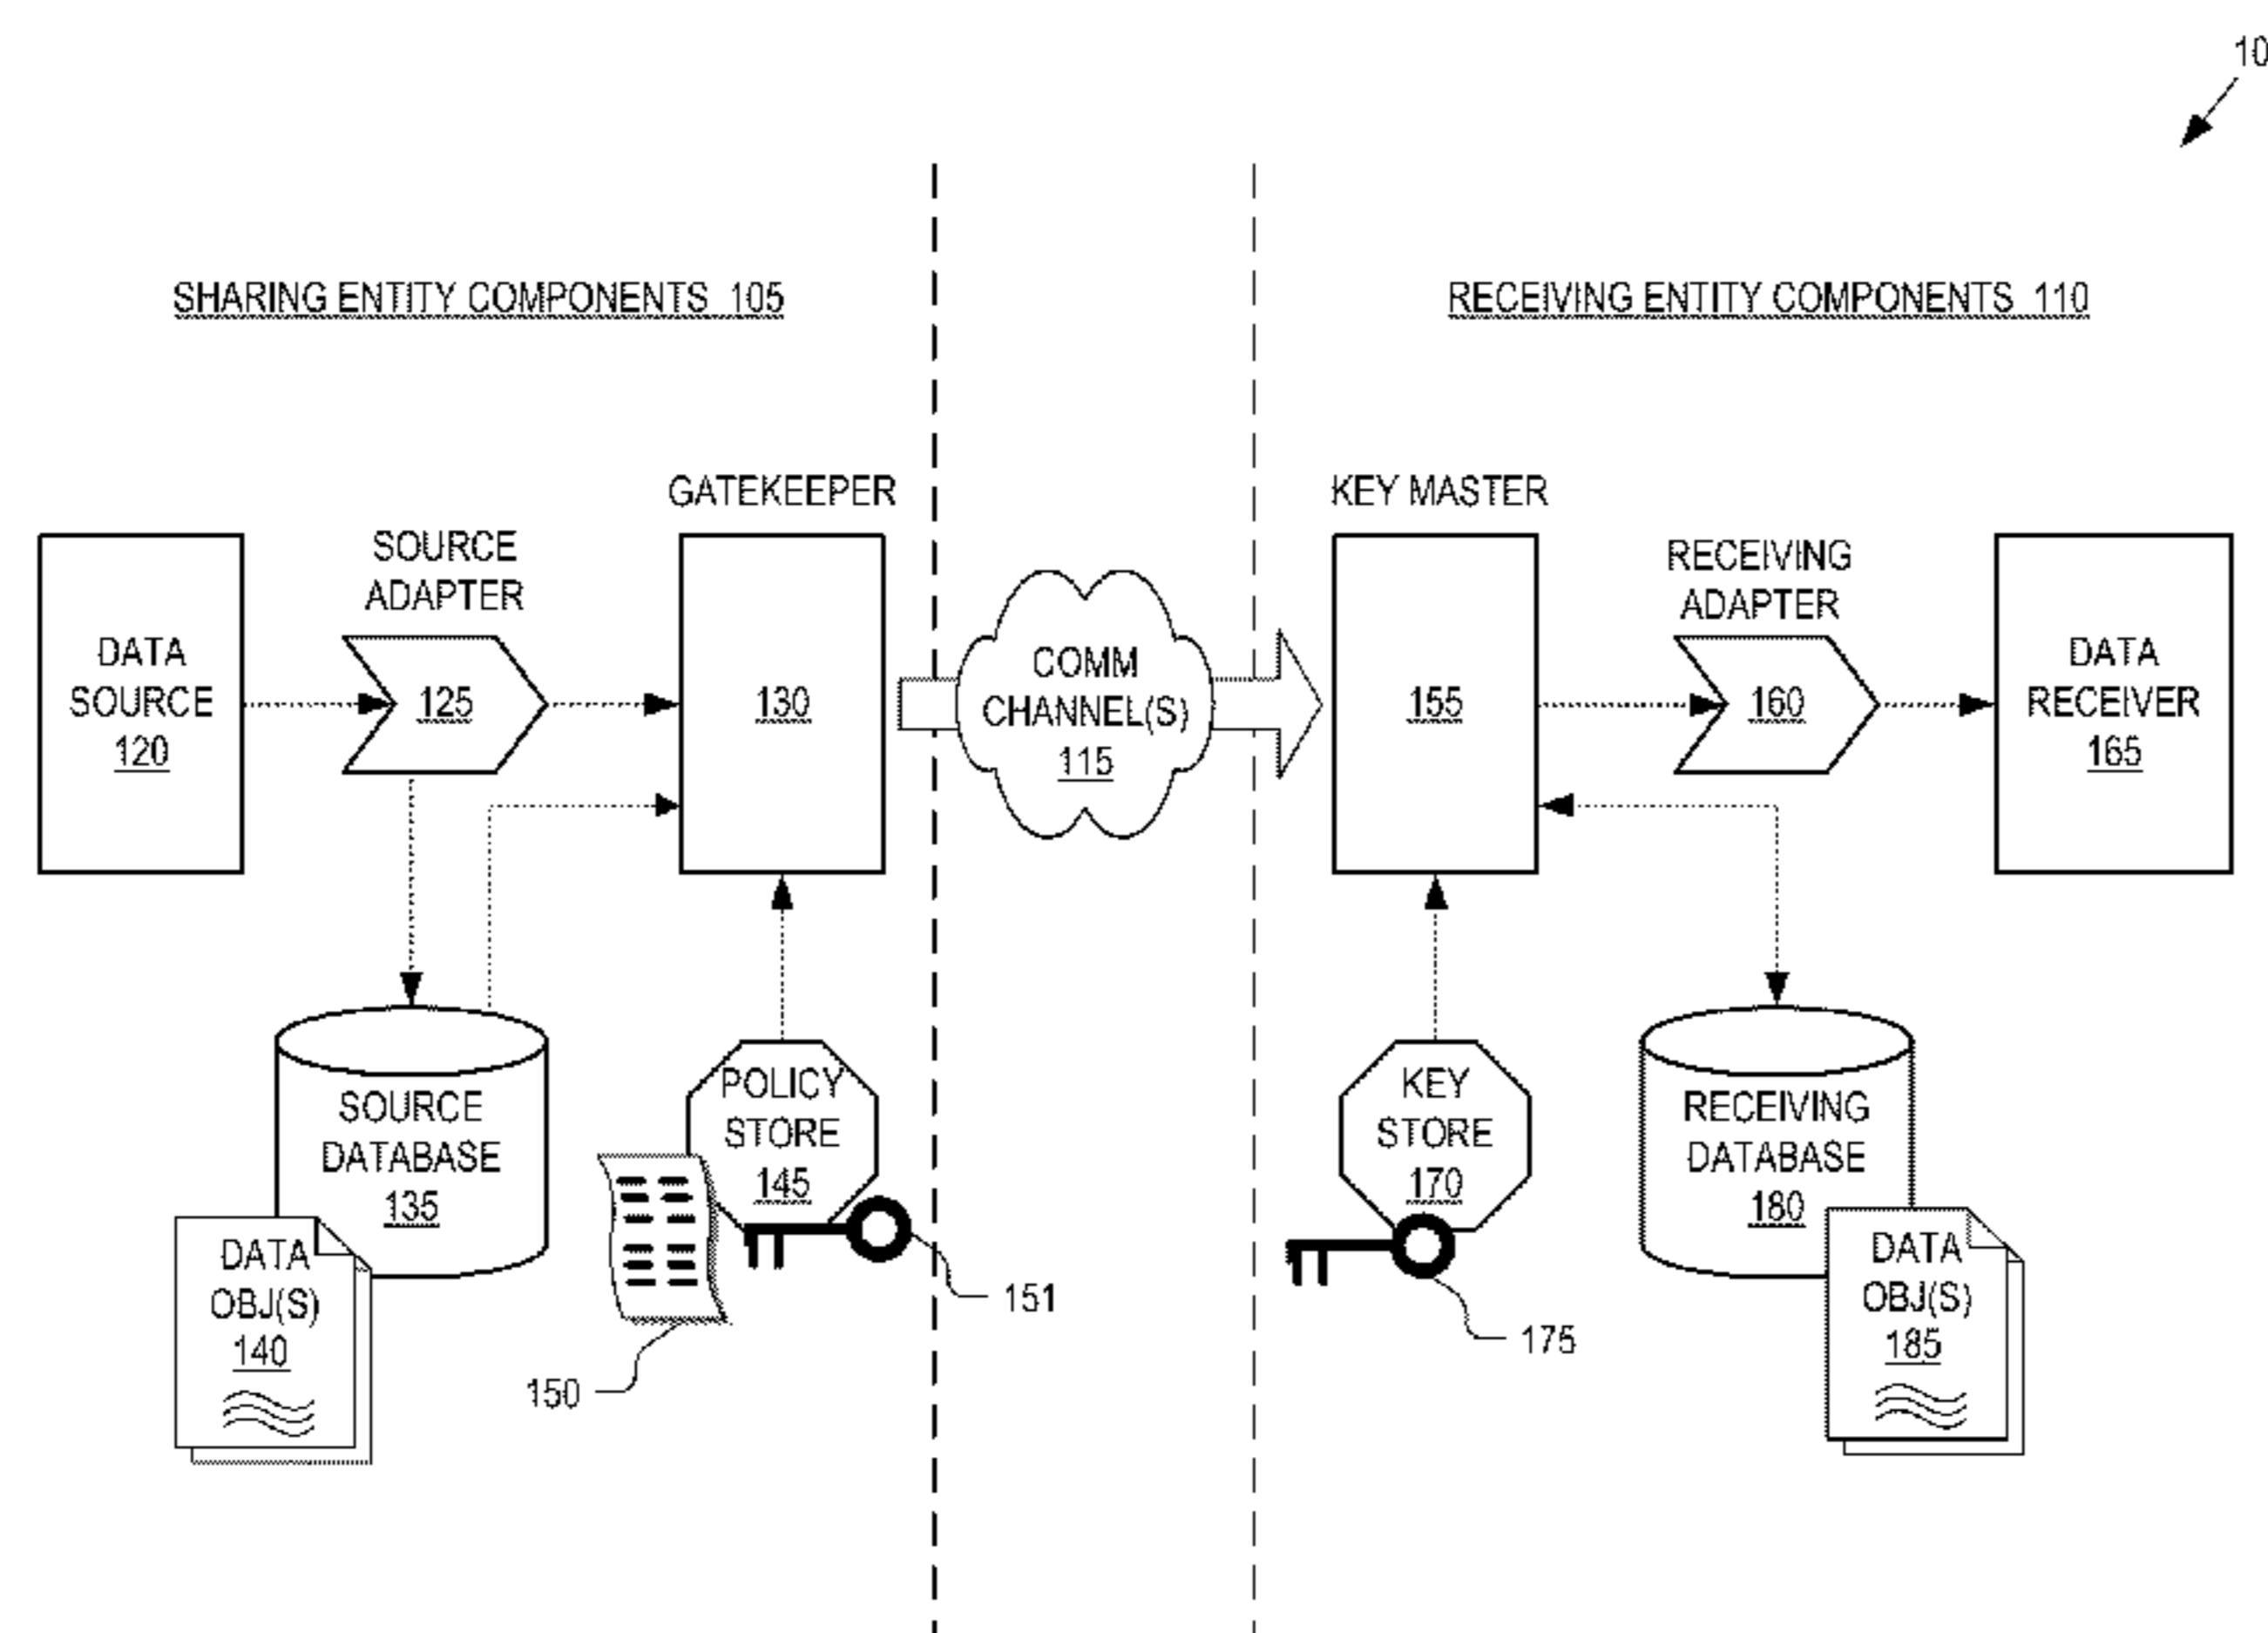 10
SHARING ENTITY COMPONENTS 105
RECEIVING ENTITY COMPONENTS 110
GATEKEEPER
KEY MASTER
SOURCE
ADAPTER
RECEIVING
ADAPTER
DATA
SOURCE
120
125
130
COMM
CHANNEL(S)
115
155
160
DATA
RECEIVER
165
SOURCE
DATABASE
135
POLICY
STORE
145
KEY
STORE
170
RECEIVING
DATABASE
180
DATA
OBJ(S)
140
150
151
175
DATA
OBJ(S)
185